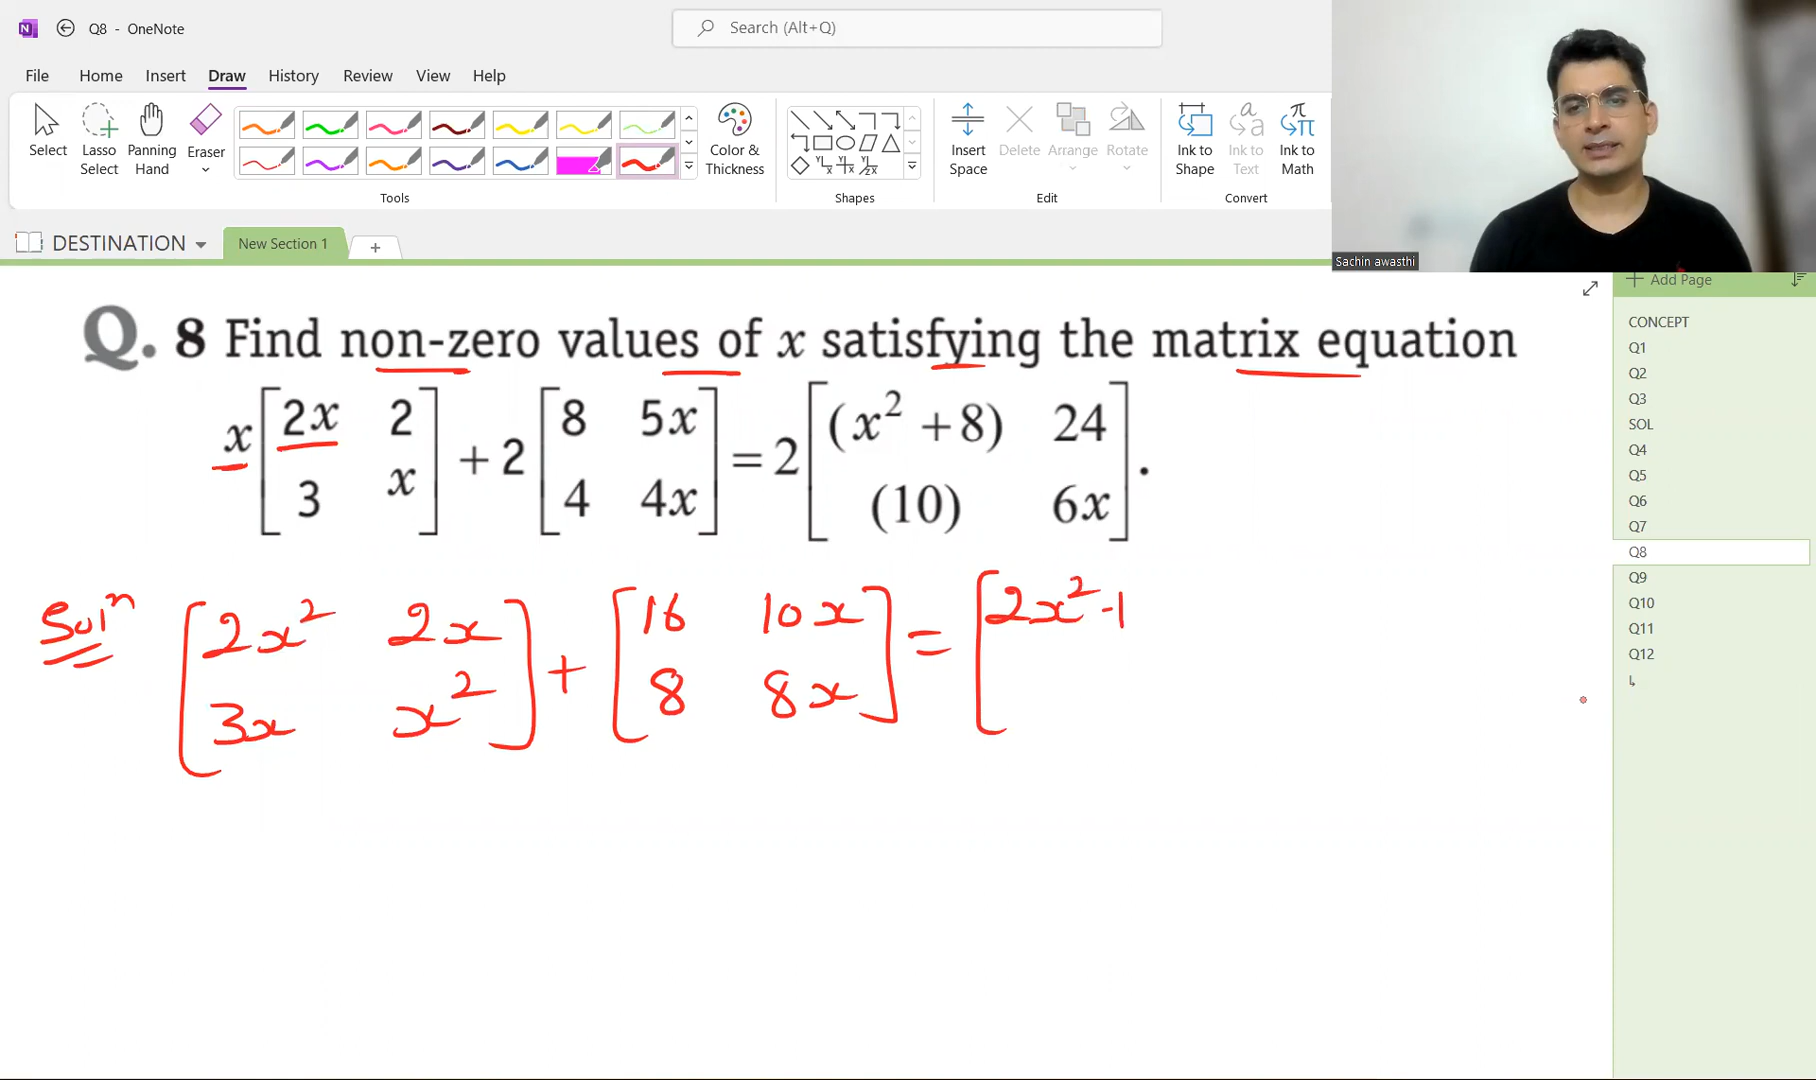 Q8 - OneNote
Search (Alt+Q)
File Home Insert Draw History Review View Help
Select Lasso Select Panning Hand Eraser Color & Thickness Insert Space Delete Arrange Rotate Ink to Shape Ink to Text Ink to Math
Tools Shapes Edit Convert
DESTINATION New Section 1 +
Sachin awasthi
Add Page
CONCEPT
Q1
Q2
Q3
SOL
Q4
Q5
Q6
Q7
Q8
Q9
Q10
Q11
Q12
Q. 8 Find non-zero values of x satisfying the matrix equation
x [2x 2 + 2 [8 5x = 2 [(x² + 8) 24
3 x] 4 4x] (10) 6x].
Solⁿ [2x² 2x + [16 10x = [2x² -1
3x x²] 8 8x]